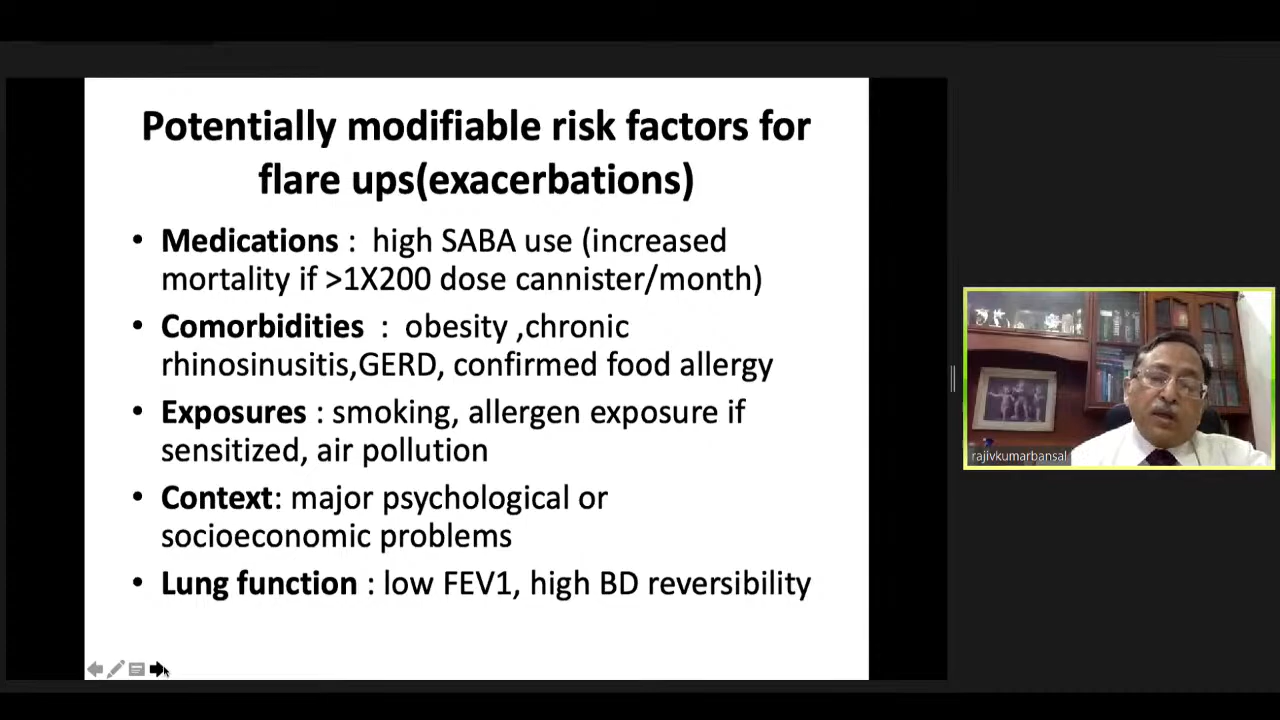 Potentially modifiable risk factors for
flare ups(exacerbations)
• Medications : high SABA use (increased
mortality if >1X200 dose cannister/month)
• Comorbidities : obesity ,chronic
rhinosinusitis,GERD, confirmed food allergy
• Exposures : smoking, allergen exposure if
sensitized, air pollution
• Context: major psychological or
socioeconomic problems
• Lung function : low FEV1, high BD reversibility
rajivkumarbansal